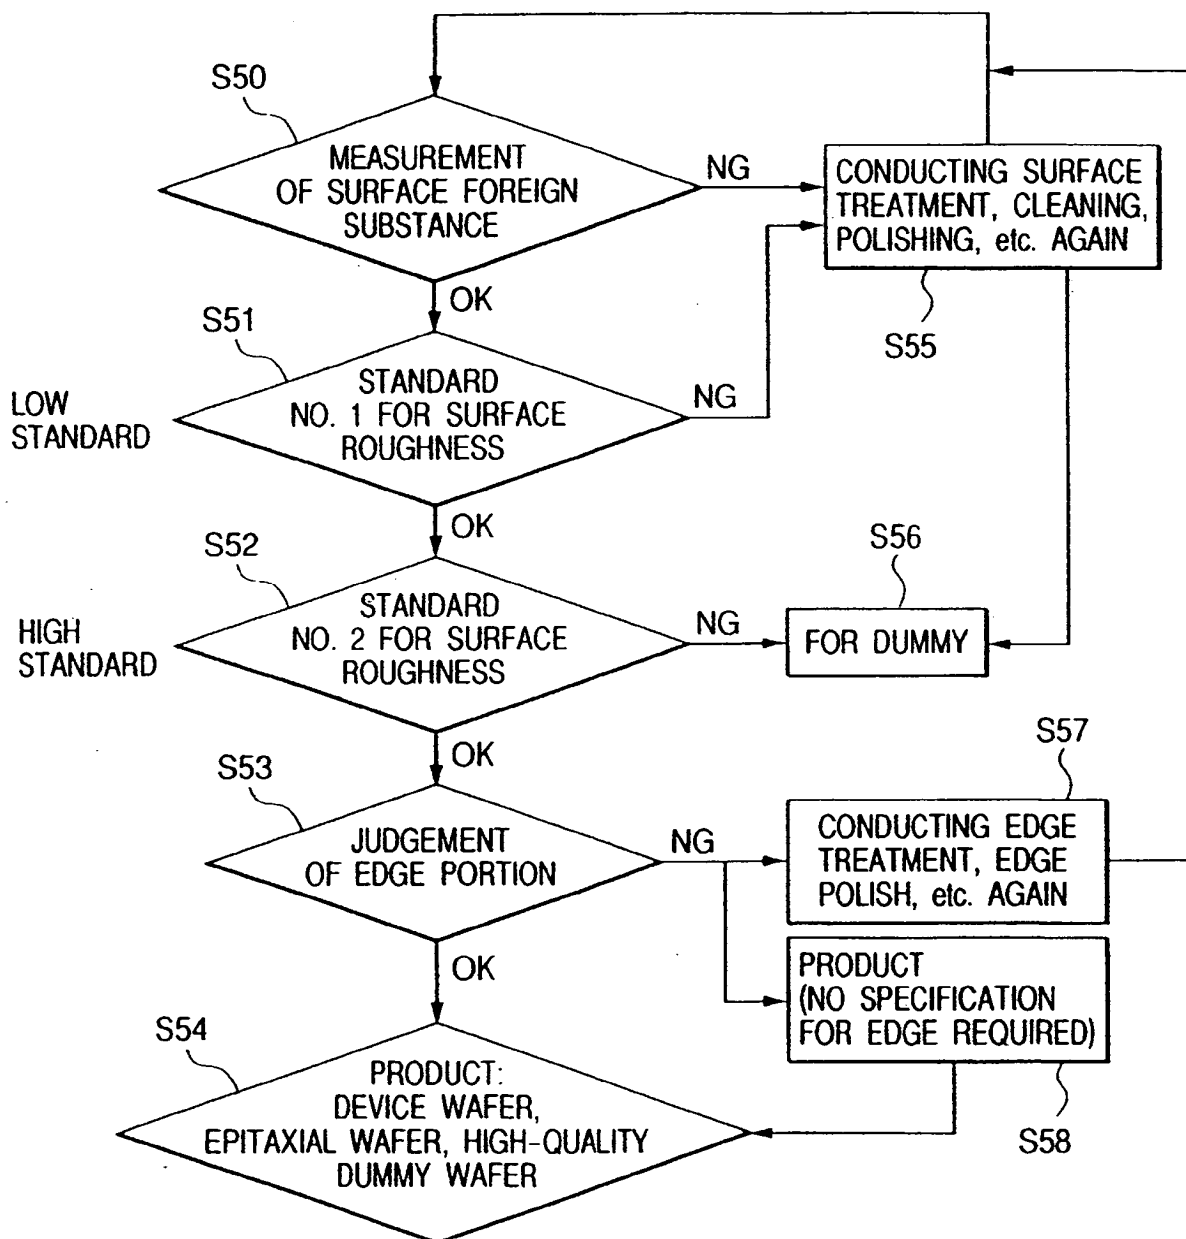 S50
MEASUREMENT
OF SURFACE FOREIGN
SUBSTANCE
NG
CONDUCTING SURFACE
TREATMENT, CLEANING,
POLISHING, etc. AGAIN
S55
OK
S51
LOW
STANDARD
STANDARD
NO. 1 FOR SURFACE
ROUGHNESS
NG
OK
S52
HIGH
STANDARD
STANDARD
NO. 2 FOR SURFACE
ROUGHNESS
NG
S56
FOR DUMMY
OK
S53
JUDGEMENT
OF EDGE PORTION
NG
S57
CONDUCTING EDGE
TREATMENT, EDGE
POLISH, etc. AGAIN
PRODUCT
(NO SPECIFICATION
FOR EDGE REQUIRED)
S58
OK
S54
PRODUCT:
DEVICE WAFER,
EPITAXIAL WAFER, HIGH-QUALITY
DUMMY WAFER